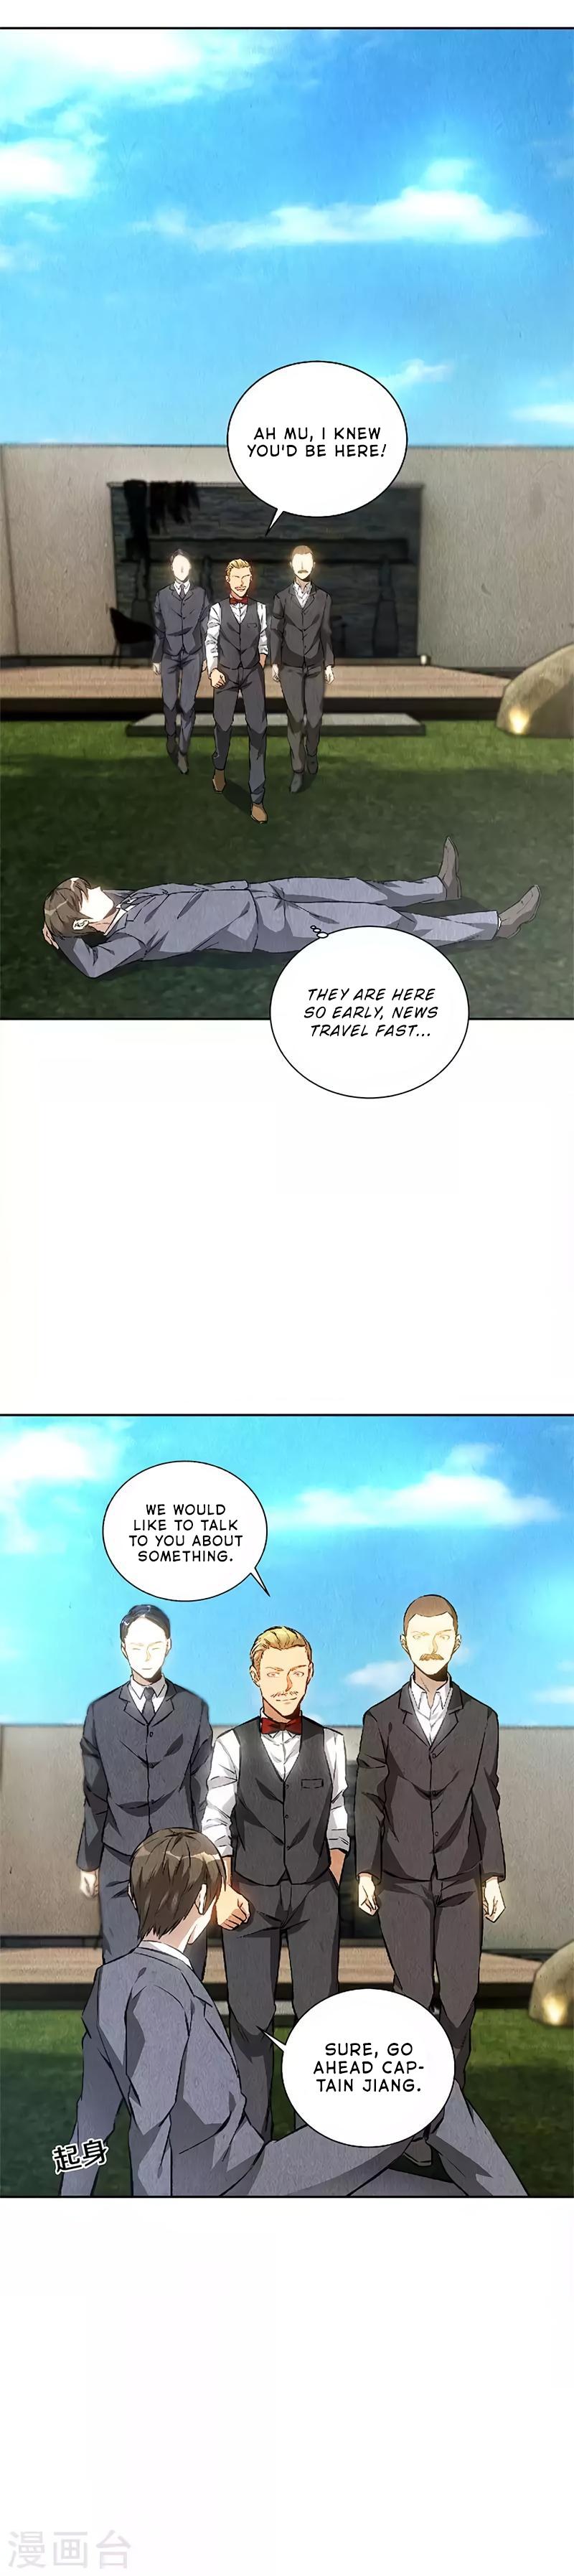 AH MU, I KNEW
YOU'D BE HERE!
THEY ARE HERE
SO EARLY, NEWS
TRAVEL FAST...
WE WOULD
LIKE TO TALK
TO YOU ABOUT
SOMETHING.
SURE, GO
AHEAD CAP-
TAIN JIANG.
起身
漫画台